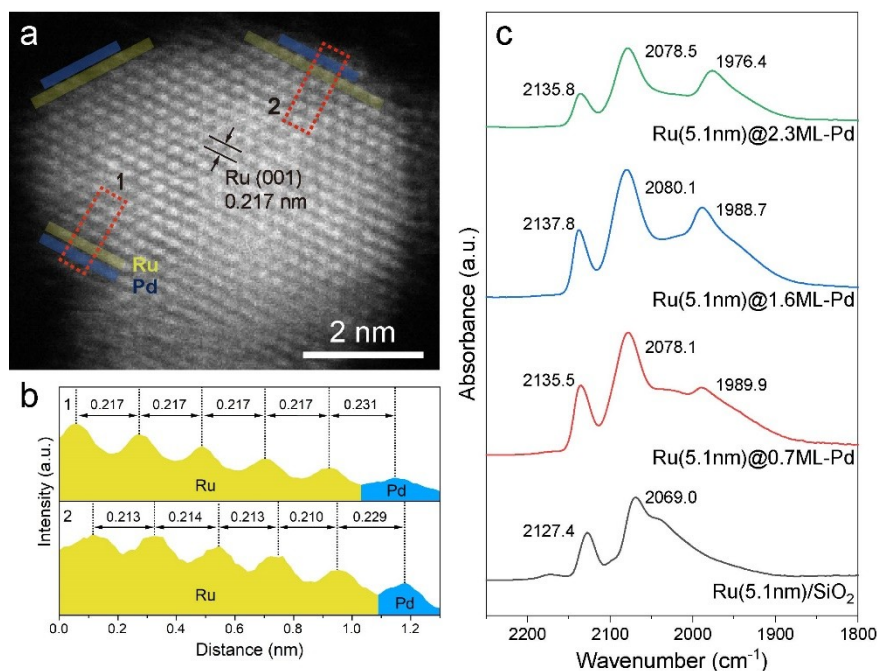 a
1
2
Ru (001)
0.217 nm
Ru
Pd
2 nm
b
Intensity (a.u.)
1
0.217
0.217
0.217
0.217
0.231
Ru
Pd
2
0.213
0.214
0.213
0.210
0.229
Ru
Pd
0.0 0.2 0.4 0.6 0.8 1.0 1.2
Distance (nm)
c
Absorbance (a.u.)
2135.8
2078.5
1976.4
Ru(5.1nm)@2.3ML-Pd
2137.8
2080.1
1988.7
Ru(5.1nm)@1.6ML-Pd
2135.5
2078.1
1989.9
Ru(5.1nm)@0.7ML-Pd
2127.4
2069.0
Ru(5.1nm)/SiO₂
2200 2100 2000 1900 1800
Wavenumber (cm⁻¹)